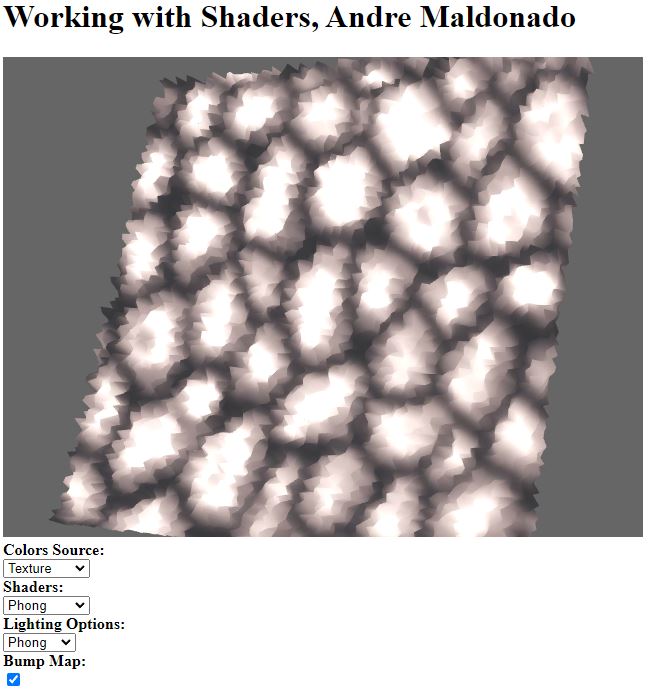 Working with Shaders, Andre Maldonado
Colors Source:
Texture
Shaders:
Phong
Lighting Options:
Phong
Bump Map: